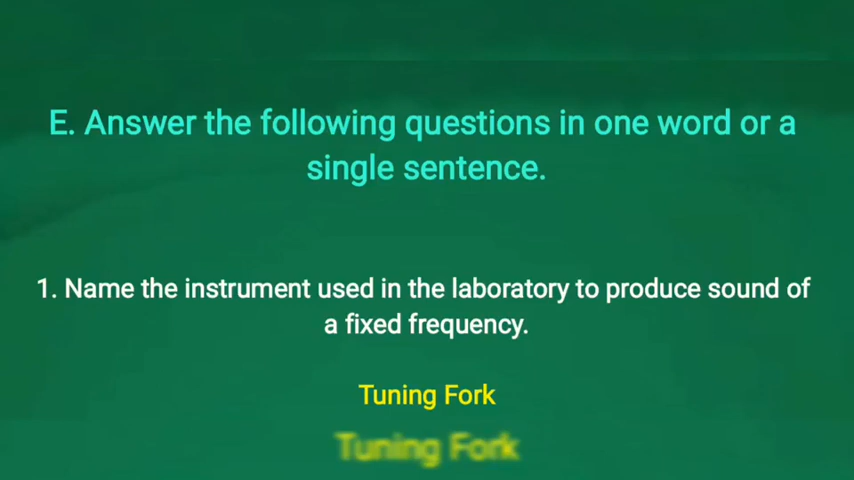 E. Answer the following questions in one word or a
single sentence.
1. Name the instrument used in the laboratory to produce sound of
a fixed frequency.
Tuning Fork
Tuning Fork